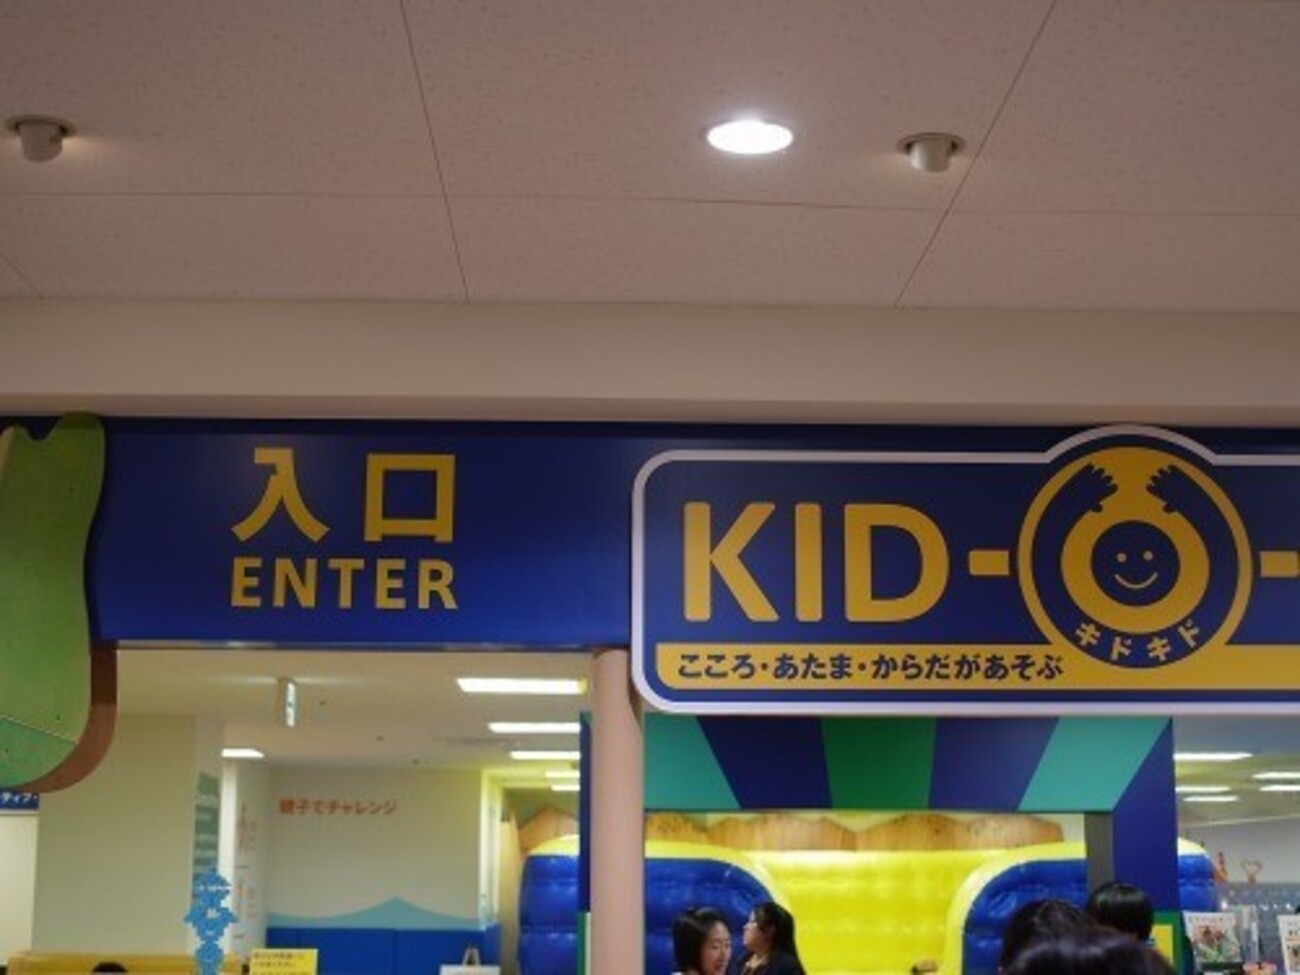 入口
ENTER
KID-O-
キドキド
こころ・あたま・からだがあそぶ
親子でチャレンジ